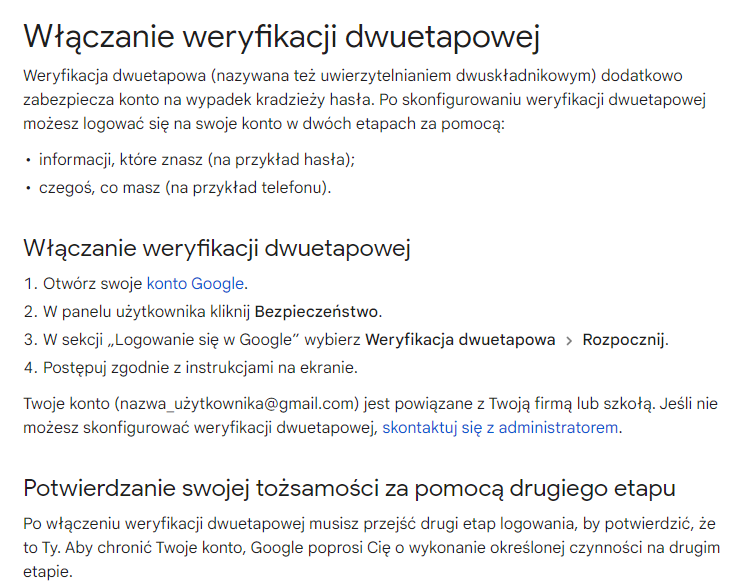 Włączanie weryfikacji dwuetapowej
Weryfikacja dwuetapowa (nazywana też uwierzytelnianiem dwuskładnikowym) dodatkowo
zabezpiecza konto na wypadek kradzieży hasła. Po skonfigurowaniu weryfikacji dwuetapowej
możesz logować się na swoje konto w dwóch etapach za pomocą:
• informacji, które znasz (na przykład hasła);
• czegoś, co masz (na przykład telefonu).
Włączanie weryfikacji dwuetapowej
1. Otwórz swoje konto Google.
2. W panelu użytkownika kliknij Bezpieczeństwo.
3. W sekcji „Logowanie się w Google” wybierz Weryfikacja dwuetapowa > Rozpocznij.
4. Postępuj zgodnie z instrukcjami na ekranie.
Twoje konto (nazwa_użytkownika@gmail.com) jest powiązane z Twoją firmą lub szkołą. Jeśli nie
możesz skonfigurować weryfikacji dwuetapowej, skontaktuj się z administratorem.
Potwierdzanie swojej tożsamości za pomocą drugiego etapu
Po włączeniu weryfikacji dwuetapowej musisz przejść drugi etap logowania, by potwierdzić, że
to Ty. Aby chronić Twoje konto, Google poprosi Cię o wykonanie określonej czynności na drugim
etapie.